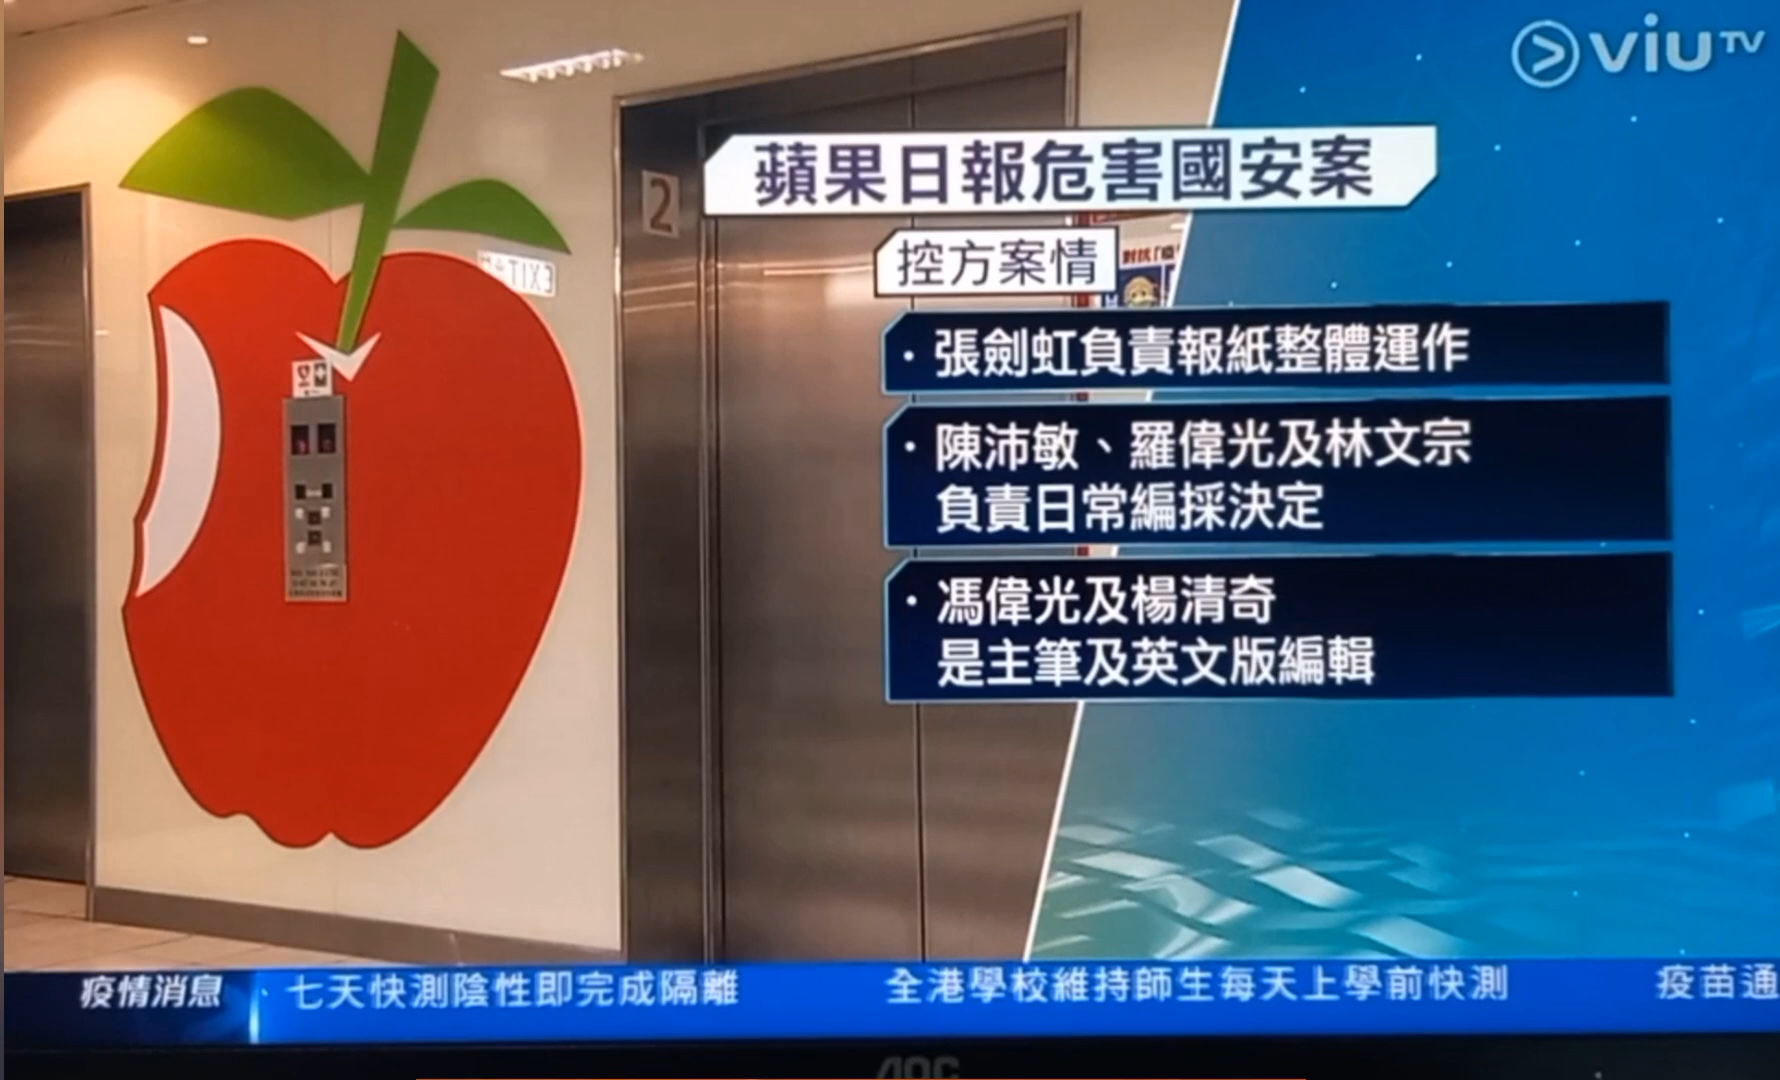 viuTV
2
蘋果日報危害國安案
控方案情
對抗「疫
・張劍虹負責報紙整體運作
・陳沛敏、羅偉光及林文宗
負責日常編採決定
・馮偉光及楊清奇
是主筆及英文版編輯
疫情消息
七天快測陰性即完成隔離
全港學校維持師生每天上學前快測
疫苗通
AOC